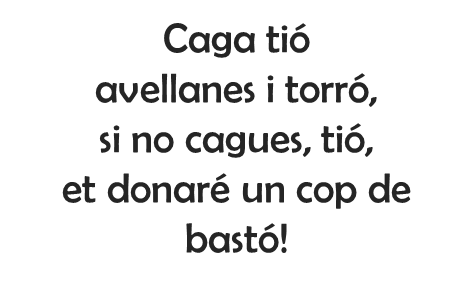 Caga tió
avellanes i torró,
si no cagues, tió,
et donaré un cop de
bastó!